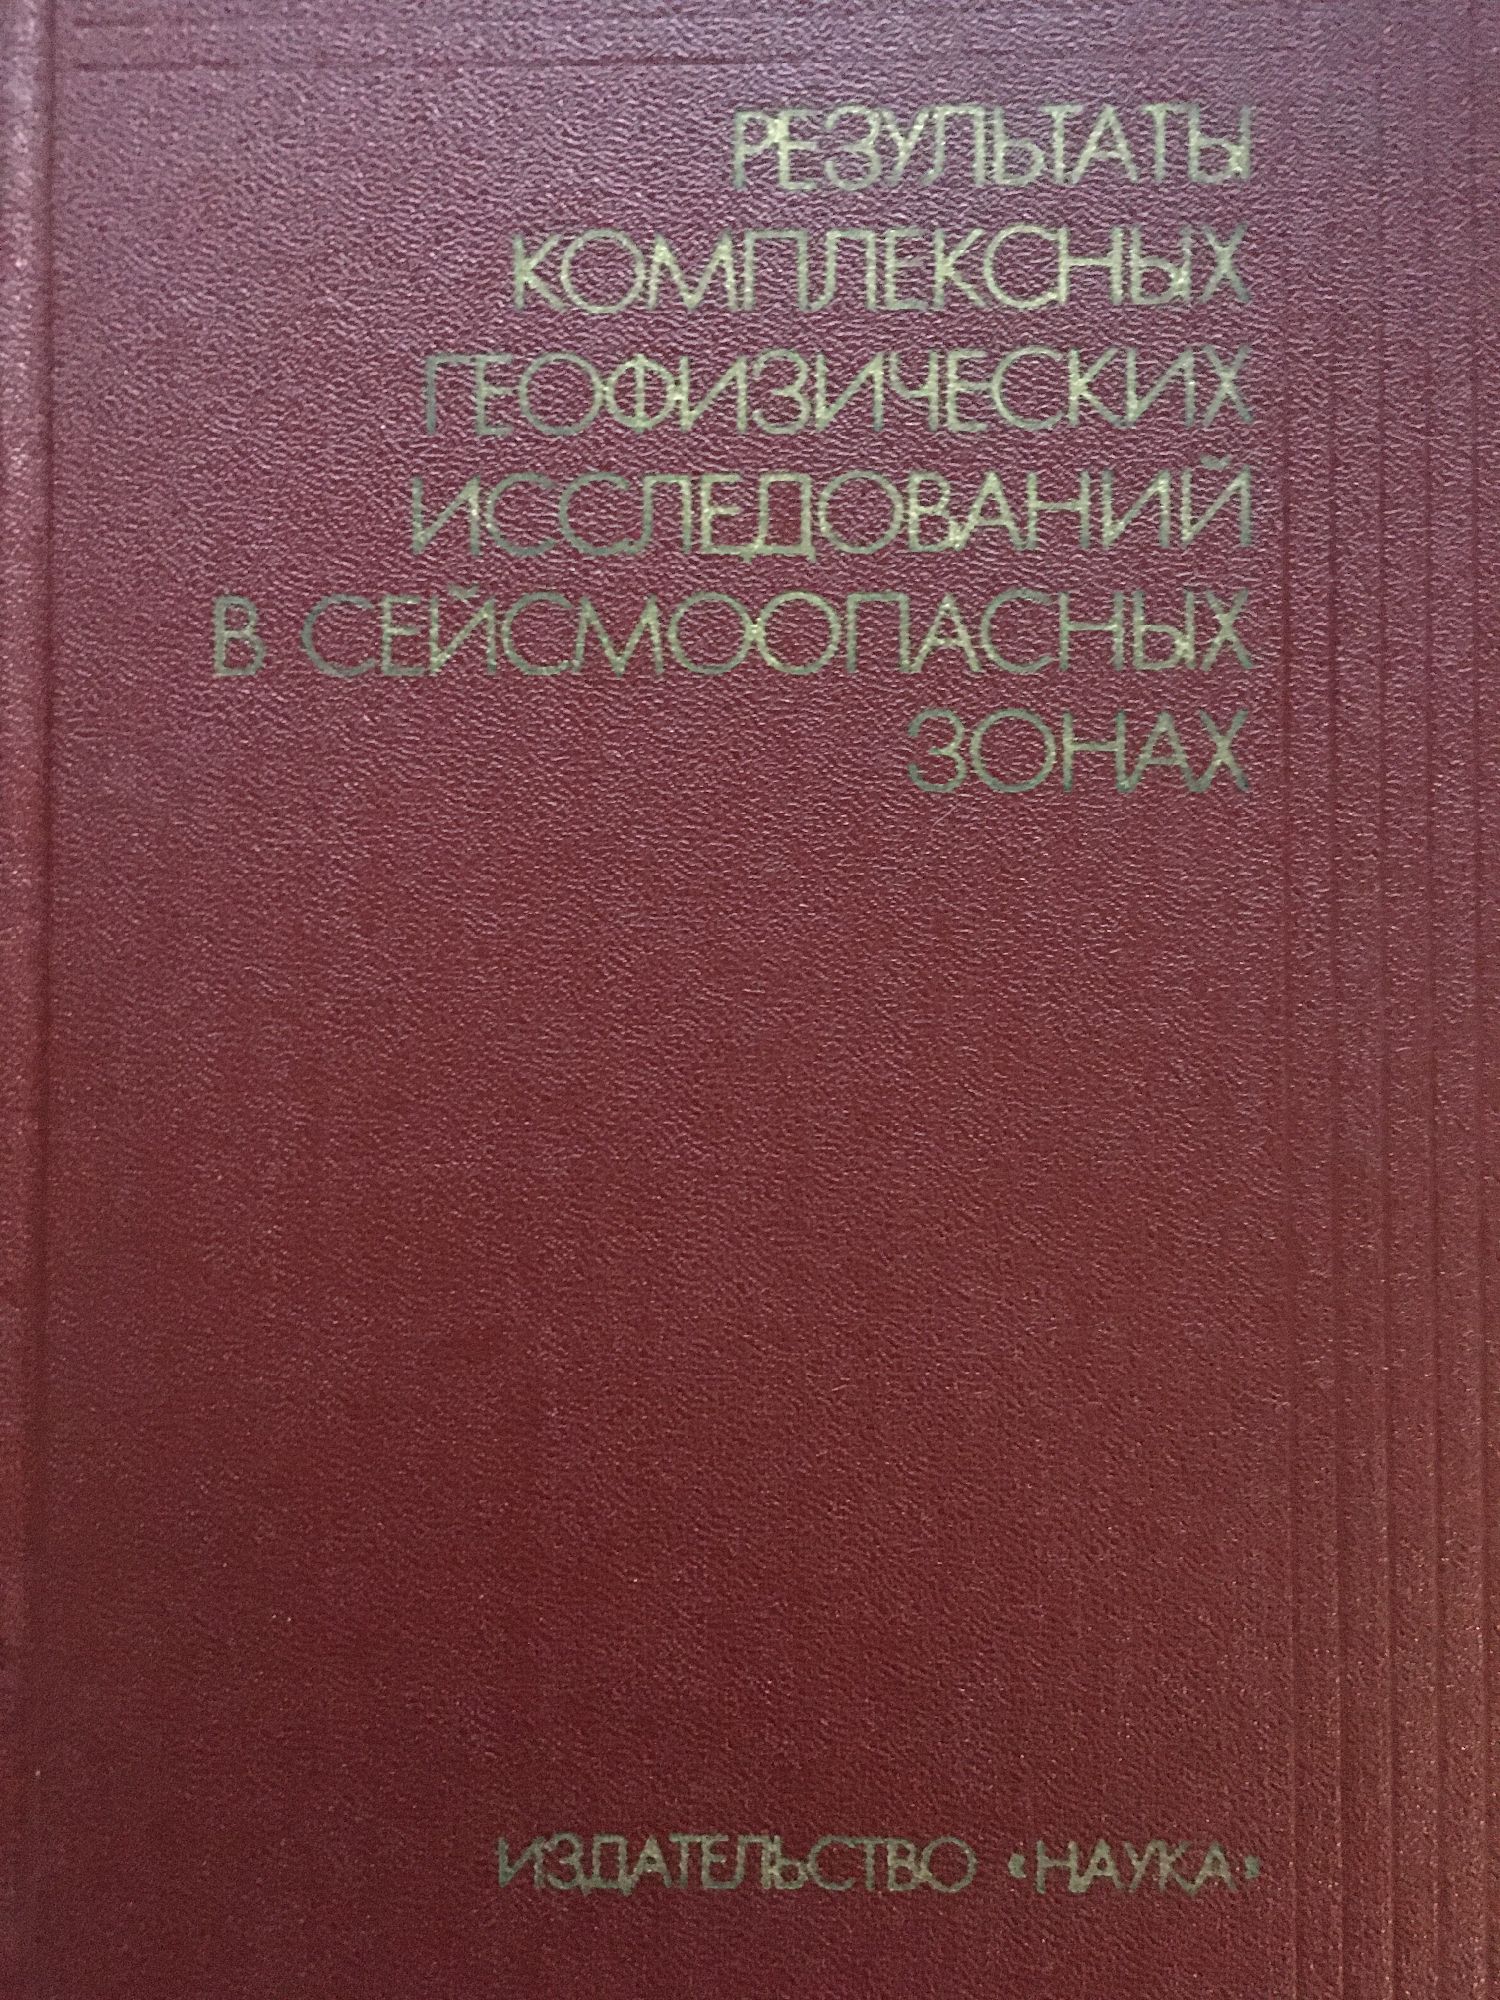 РЕЗУЛЬТАТЫ
КОМПЛЕКСНЫХ
ГЕОФИЗИЧЕСКИХ
ИССЛЕДОВАНИЙ
В СЕЙСМООПАСНЫХ
ЗОНАХ
ИЗДАТЕЛЬСТВО «НАУКА»